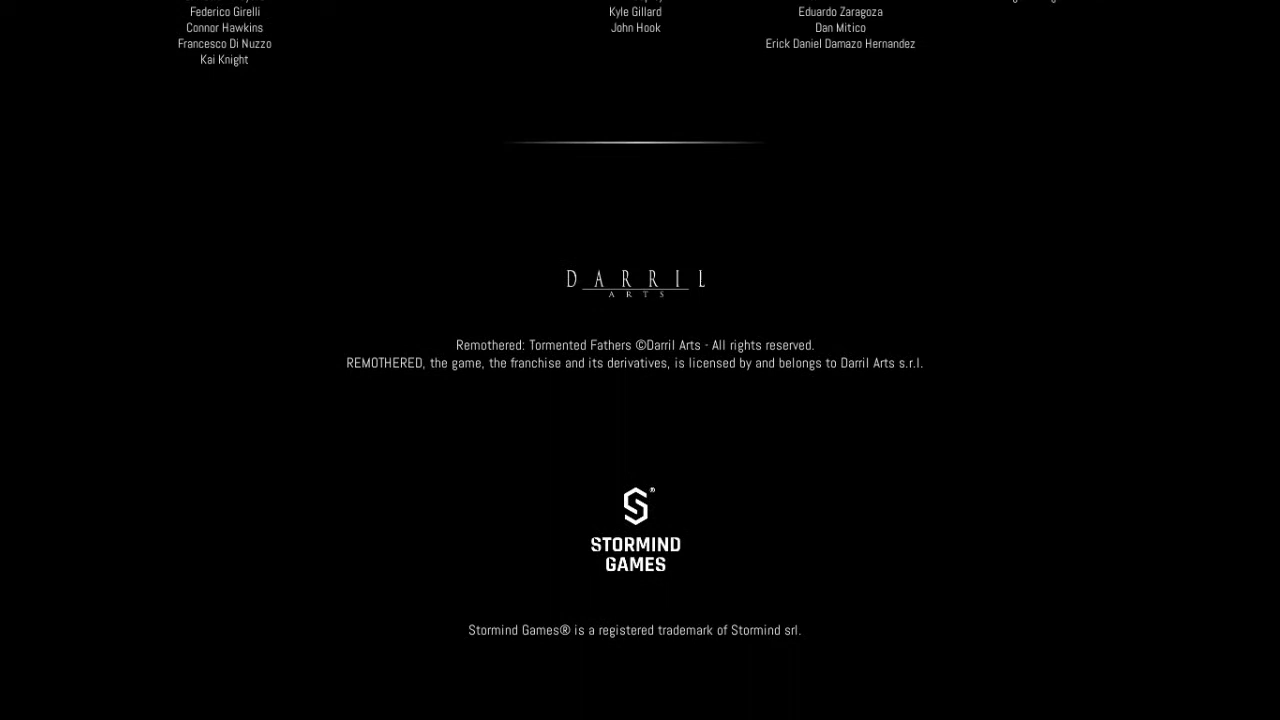 Federico Girelli
Connor Hawkins
Francesco Di Nuzzo
Kai Knight
Kyle Gillard
John Hook
Eduardo Zaragoza
Dan Mitico
Erick Daniel Damazo Hernandez
DARRIL
ARTS
Remothered: Tormented Fathers ©Darril Arts - All rights reserved.
REMOTHERED, the game, the franchise and its derivatives, is licensed by and belongs to Darril Arts s.r.l.
STORMIND
GAMES
Stormind Games® is a registered trademark of Stormind srl.